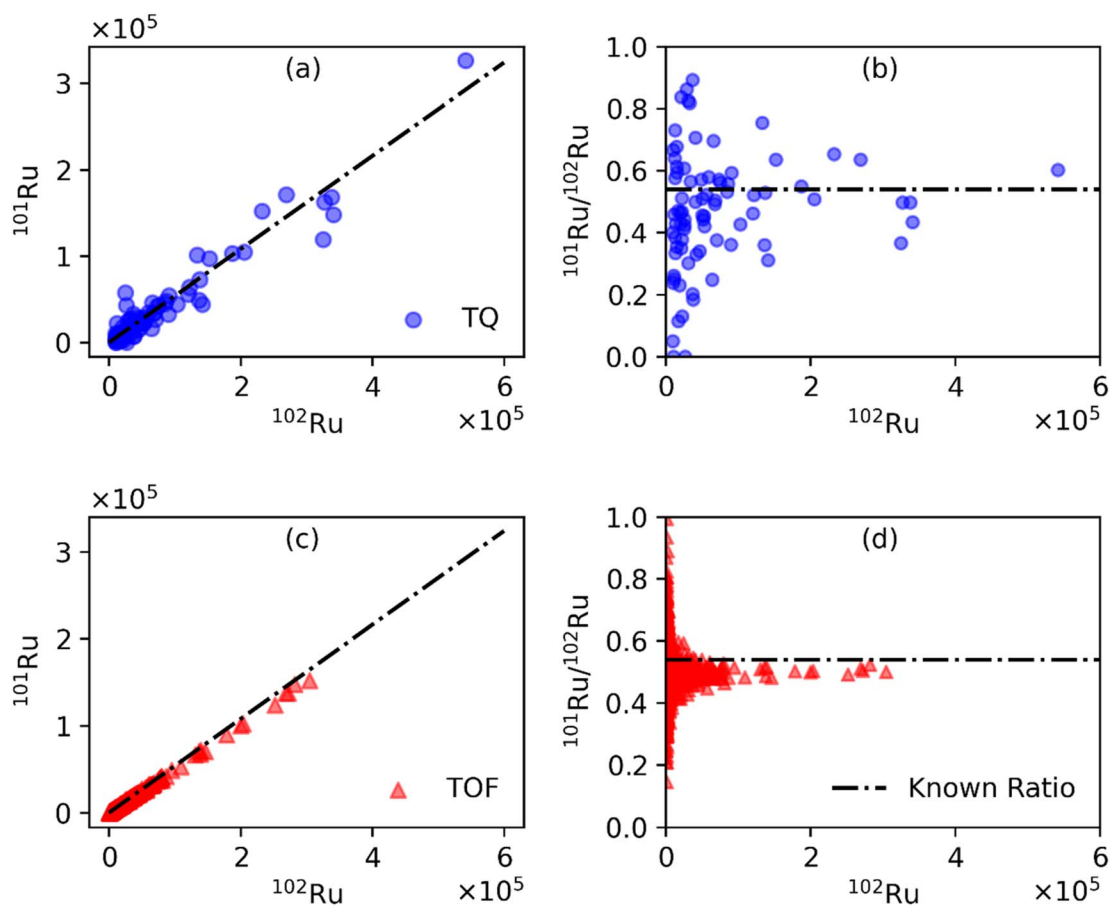 ×10⁵
(a)
3
2
1
0
¹⁰¹Ru
TQ
0 2 4 6
¹⁰²Ru ×10⁵
1.0
(b)
0.8
0.6
0.4
0.2
0.0
¹⁰¹Ru/¹⁰²Ru
0 2 4 6
¹⁰²Ru ×10⁵
×10⁵
(c)
3
2
1
0
¹⁰¹Ru
TOF
0 2 4 6
¹⁰²Ru ×10⁵
1.0
(d)
0.8
0.6
0.4
0.2
0.0
¹⁰¹Ru/¹⁰²Ru
Known Ratio
0 2 4 6
¹⁰²Ru ×10⁵